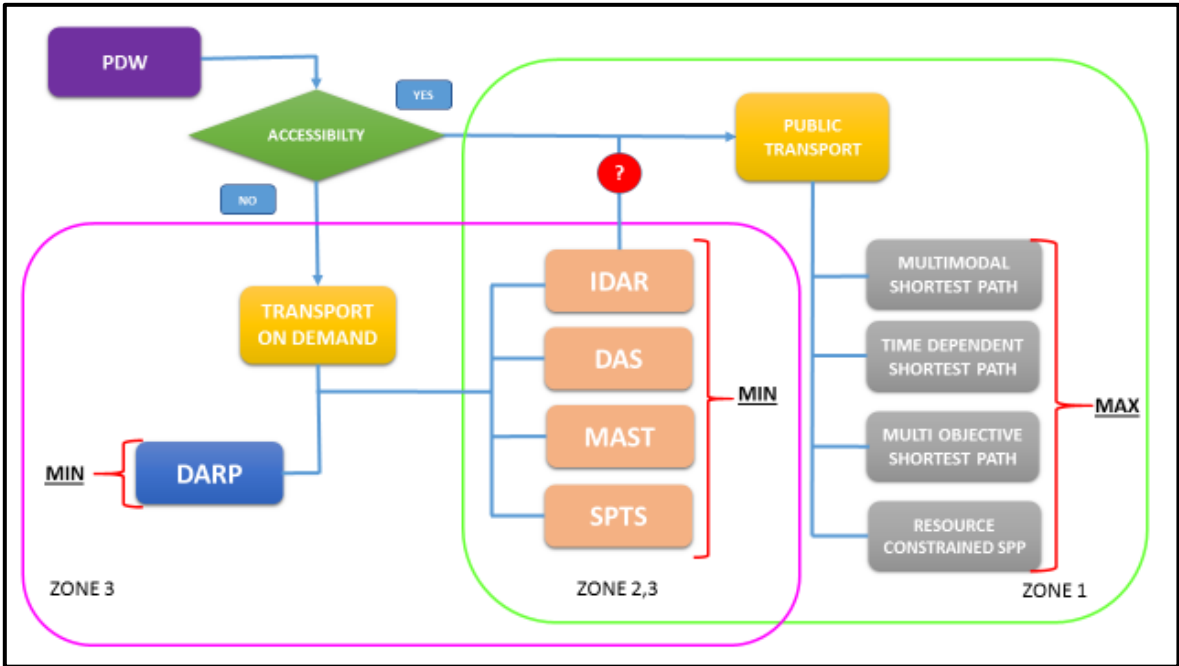 PDW
YES
ACCESSIBILTY
PUBLIC
TRANSPORT
?
NO
IDAR
MULTIMODAL
SHORTEST PATH
TRANSPORT
ON DEMAND
DAS
TIME DEPENDENT
SHORTEST PATH
MIN
MAX
MAST
MULTI OBJECTIVE
SHORTEST PATH
MIN
DARP
SPTS
RESOURCE
CONSTRAINED SPP
ZONE 3
ZONE 2,3
ZONE 1